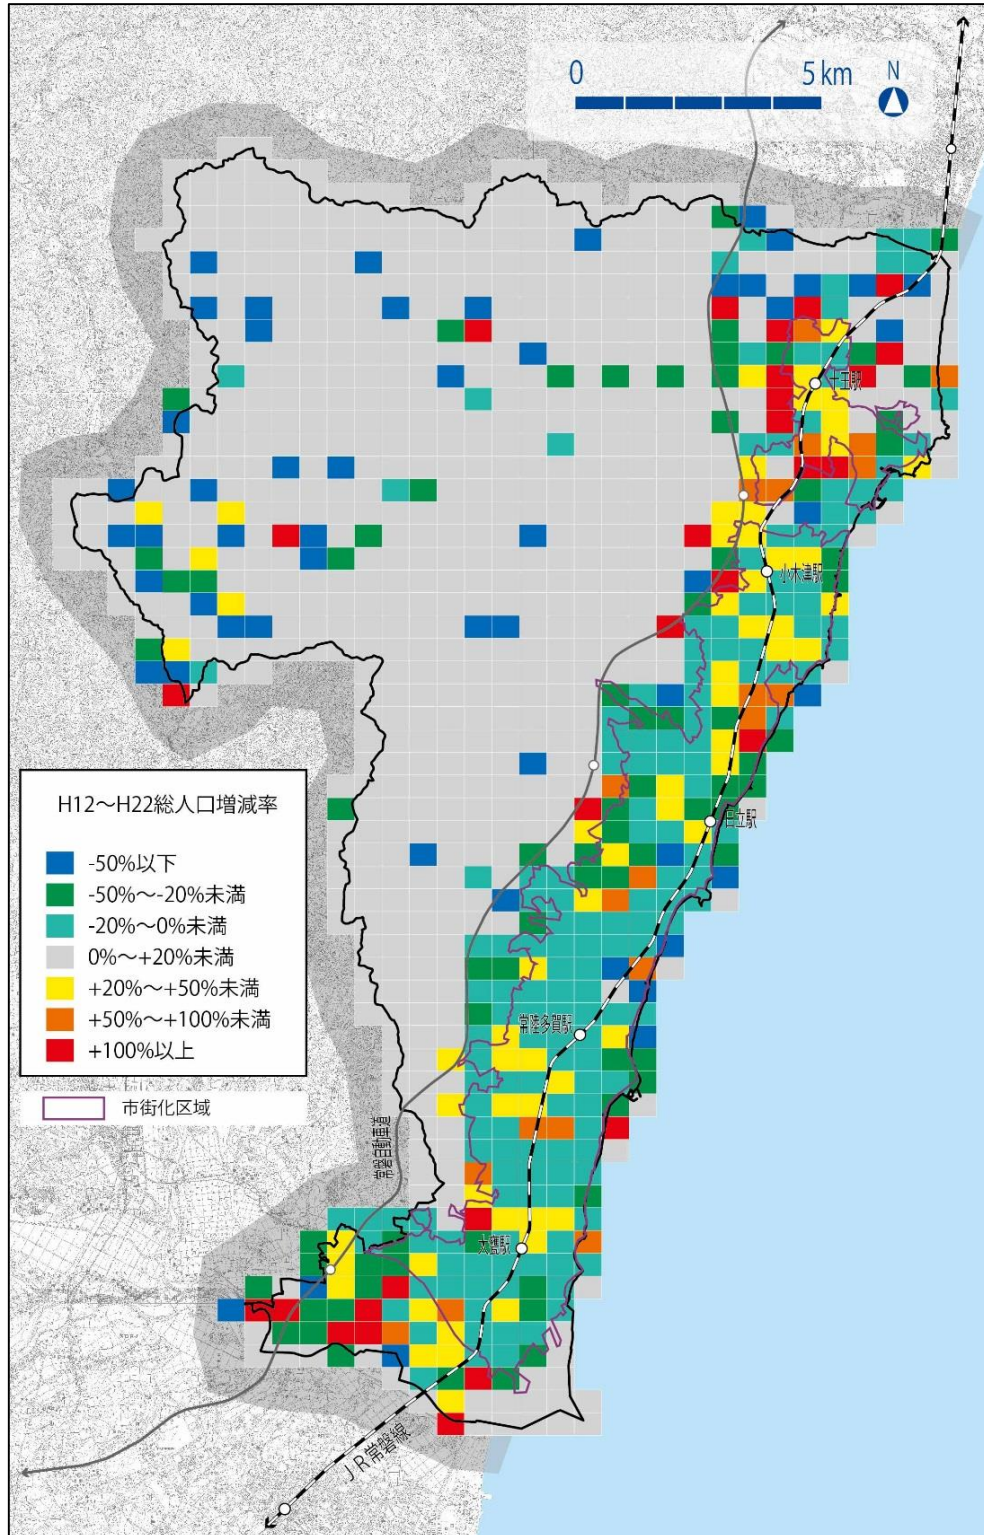 0 5km N
十王駅
小木津駅
H12～H22総人口増減率
日立駅
-50%以下
-50%～-20%未満
-20%～0%未満
0%～+20%未満
+20%～+50%未満
+50%～+100%未満
+100%以上
常陸多賀駅
市街化区域
常磐自動車道
大甕駅
JR常磐線